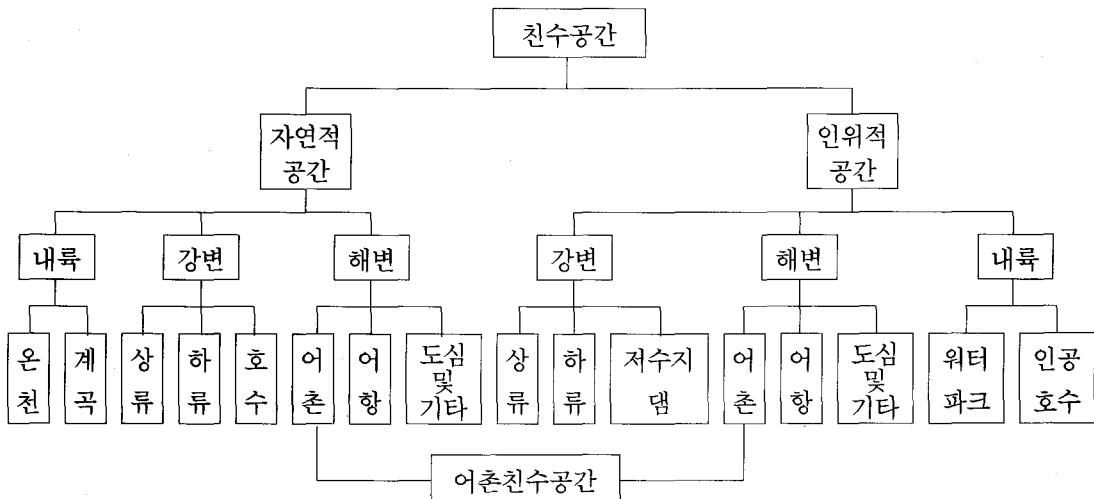 친수공간
자연적
공간
인위적
공간
내륙
강변
해변
강변
해변
내륙
온천
계곡
상류
하류
호수
어촌
어항
도심
및
기타
상류
하류
저수지
댐
어촌
어항
도심
및
기타
워터
파크
인공
호수
어촌친수공간